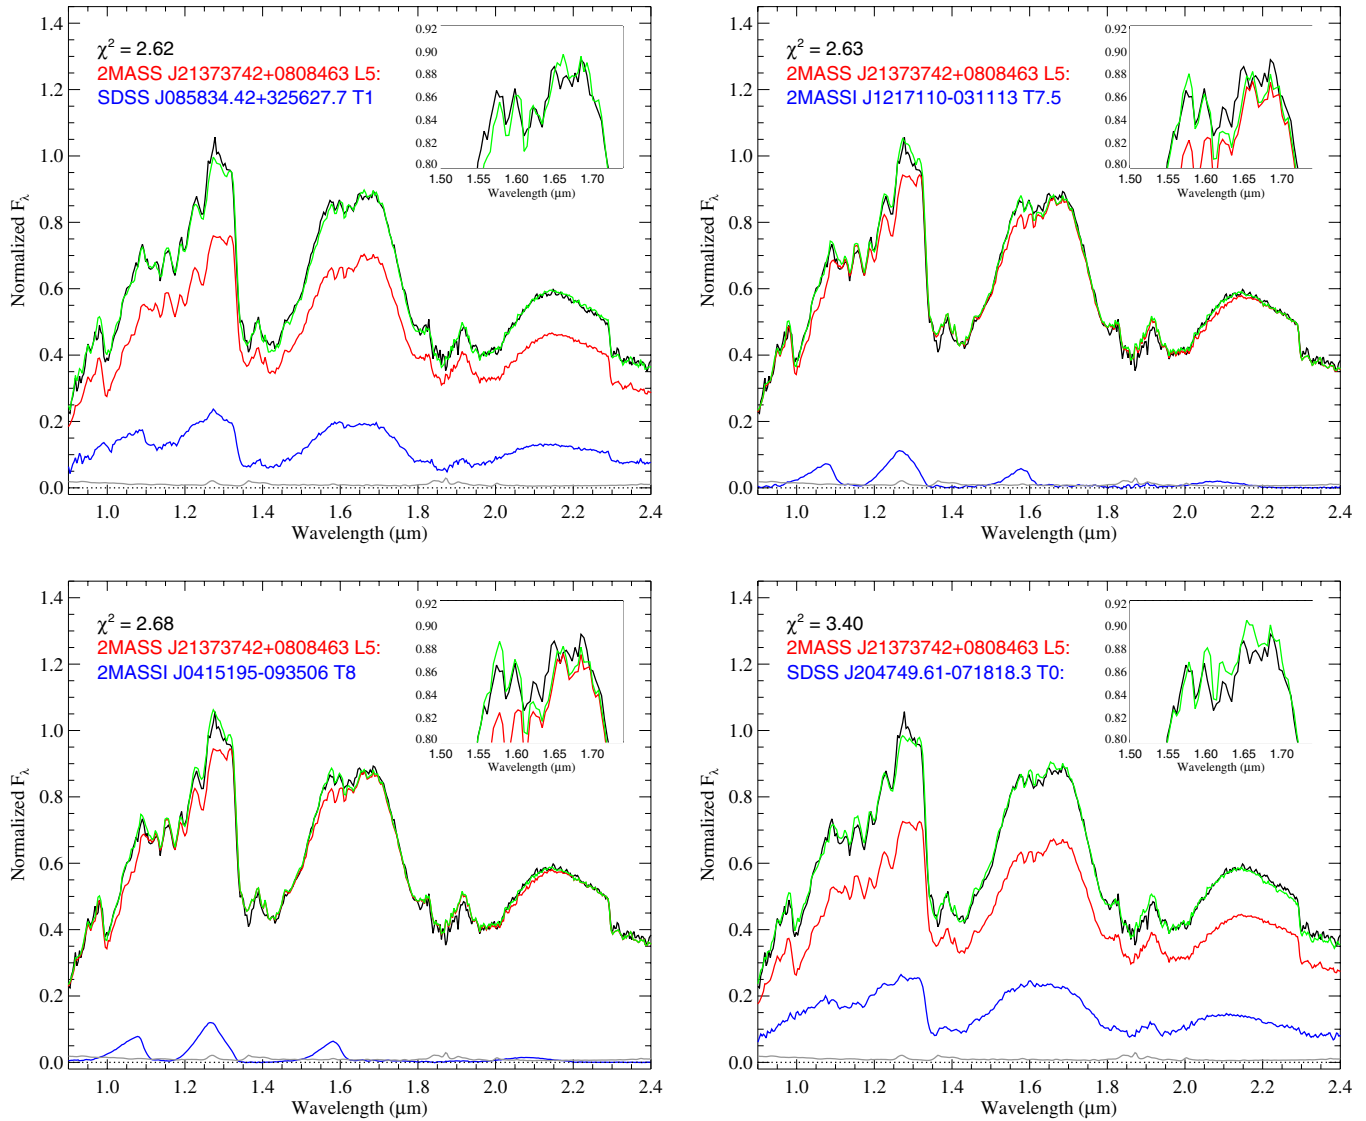 χ² = 2.62
2MASS J21373742+0808463 L5:
SDSS J085834.42+325627.7 T1
0.92
0.90
0.88
0.86
0.84
0.82
0.80
1.50 1.55 1.60 1.65 1.70
Wavelength (μm)
1.4
1.2
1.0
0.8
0.6
0.4
0.2
0.0
Normalized Fλ
1.0 1.2 1.4 1.6 1.8 2.0 2.2 2.4
Wavelength (μm)
χ² = 2.63
2MASS J21373742+0808463 L5:
2MASSI J1217110-031113 T7.5
0.92
0.90
0.88
0.86
0.84
0.82
0.80
1.50 1.55 1.60 1.65 1.70
Wavelength (μm)
1.4
1.2
1.0
0.8
0.6
0.4
0.2
0.0
Normalized Fλ
1.0 1.2 1.4 1.6 1.8 2.0 2.2 2.4
Wavelength (μm)
χ² = 2.68
2MASS J21373742+0808463 L5:
2MASSI J0415195-093506 T8
0.92
0.90
0.88
0.86
0.84
0.82
0.80
1.50 1.55 1.60 1.65 1.70
Wavelength (μm)
1.4
1.2
1.0
0.8
0.6
0.4
0.2
0.0
Normalized Fλ
1.0 1.2 1.4 1.6 1.8 2.0 2.2 2.4
Wavelength (μm)
χ² = 3.40
2MASS J21373742+0808463 L5:
SDSS J204749.61-071818.3 T0:
0.92
0.90
0.88
0.86
0.84
0.82
0.80
1.50 1.55 1.60 1.65 1.70
Wavelength (μm)
1.4
1.2
1.0
0.8
0.6
0.4
0.2
0.0
Normalized Fλ
1.0 1.2 1.4 1.6 1.8 2.0 2.2 2.4
Wavelength (μm)